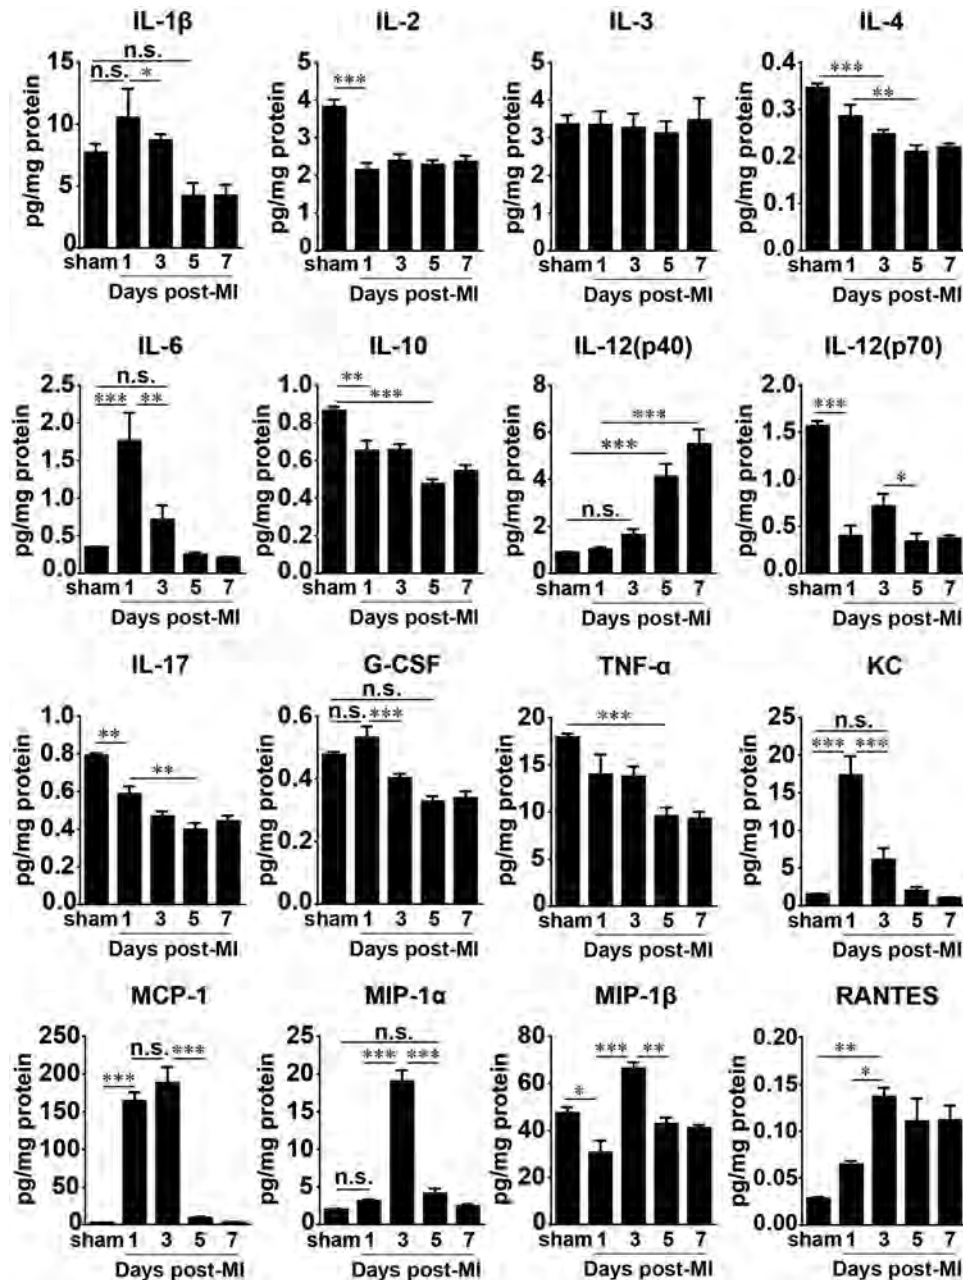 IL-1β
IL-2
IL-3
IL-4
pg/mg protein
15
10
5
0
n.s.
n.s.
*
sham 1 3 5 7
Days post-MI
pg/mg protein
5
4
3
2
1
0
***
sham 1 3 5 7
Days post-MI
pg/mg protein
5
4
3
2
1
0
sham 1 3 5 7
Days post-MI
pg/mg protein
0.4
0.3
0.2
0.1
0.0
***
**
sham 1 3 5 7
Days post-MI
IL-6
IL-10
IL-12(p40)
IL-12(p70)
pg/mg protein
2.5
2.0
1.5
1.0
0.5
0.0
n.s.
*** **
sham 1 3 5 7
Days post-MI
pg/mg protein
1.0
0.8
0.6
0.4
0.2
0.0
**
***
sham 1 3 5 7
Days post-MI
pg/mg protein
8
6
4
2
0
***
***
n.s.
sham 1 3 5 7
Days post-MI
pg/mg protein
2.0
1.5
1.0
0.5
0.0
***
*
sham 1 3 5 7
Days post-MI
IL-17
G-CSF
TNF-α
KC
pg/mg protein
1.0
0.8
0.6
0.4
0.2
0.0
**
**
sham 1 3 5 7
Days post-MI
pg/mg protein
0.6
0.4
0.2
0.0
n.s.
n.s. ***
sham 1 3 5 7
Days post-MI
pg/mg protein
20
15
10
5
0
***
sham 1 3 5 7
Days post-MI
pg/mg protein
25
20
15
10
5
0
n.s.
*** ***
sham 1 3 5 7
Days post-MI
MCP-1
MIP-1α
MIP-1β
RANTES
pg/mg protein
250
200
150
100
50
0
n.s. ***
***
sham 1 3 5 7
Days post-MI
pg/mg protein
25
20
15
10
5
0
n.s.
*** ***
n.s.
sham 1 3 5 7
Days post-MI
pg/mg protein
80
60
40
20
0
*** **
*
sham 1 3 5 7
Days post-MI
pg/mg protein
0.20
0.15
0.10
0.05
0.00
**
*
sham 1 3 5 7
Days post-MI